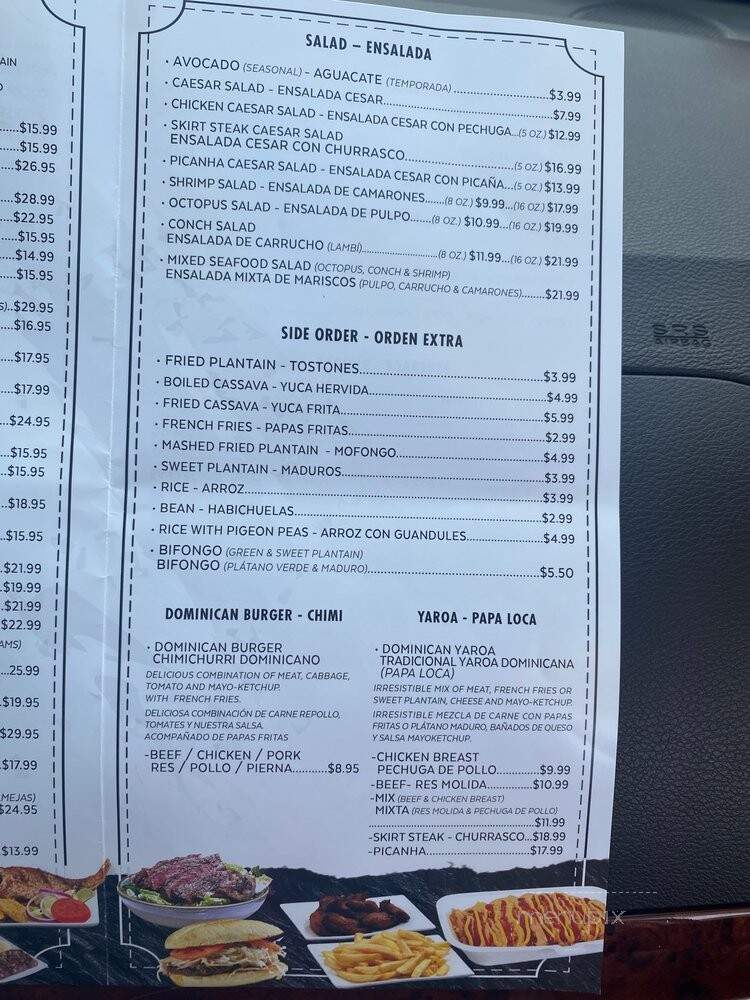 AIN
....$15.99
....$15.99
....$26.95
....$28.99
....$22.95
....$15.95
....$14.99
....$15.95
S)..$29.95
....$16.95
....$17.95
....$17.99
....$24.95
...$15.95
...$15.95
...$18.95
...$15.95
.$21.99
.$19.99
.$21.99
.$22.99
AMS)
...25.99
.$19.95
$29.95
.$17.99
MEJAS)
$24.95
.$13.99
SALAD – ENSALADA
· AVOCADO (SEASONAL) - AGUACATE (TEMPORADA) ........................$3.99
· CAESAR SALAD - ENSALADA CESAR..................................................$7.99
· CHICKEN CAESAR SALAD - ENSALADA CESAR CON PECHUGA...(5 OZ.) $12.99
· SKIRT STEAK CAESAR SALAD
ENSALADA CESAR CON CHURRASCO...........................(5 OZ.) $16.99
· PICANHA CAESAR SALAD - ENSALADA CESAR CON PICAÑA...(5 OZ.) $13.99
· SHRIMP SALAD - ENSALADA DE CAMARONES.......(8 OZ.) $9.99...(16 OZ.) $17.99
· OCTOPUS SALAD - ENSALADA DE PULPO.......(8 OZ.) $10.99...(16 OZ.) $19.99
· CONCH SALAD
ENSALADA DE CARRUCHO (LAMBÍ)............................(8 OZ.) $11.99...(16 OZ.) $21.99
· MIXED SEAFOOD SALAD (OCTOPUS, CONCH & SHRIMP)
ENSALADA MIXTA DE MARISCOS (PULPO, CARRUCHO & CAMARONES).......$21.99
SIDE ORDER - ORDEN EXTRA
· FRIED PLANTAIN - TOSTONES.............................................$3.99
· BOILED CASSAVA - YUCA HERVIDA...........................................$4.99
· FRIED CASSAVA - YUCA FRITA..................................................$5.99
· FRENCH FRIES - PAPAS FRITAS................................................$2.99
· MASHED FRIED PLANTAIN - MOFONGO....................................$4.99
· SWEET PLANTAIN - MADUROS..................................................$3.99
· RICE - ARROZ.........................................................................$3.99
· BEAN - HABICHUELAS.............................................................$2.99
· RICE WITH PIGEON PEAS - ARROZ CON GUANDULES...................$4.99
· BIFONGO (GREEN & SWEET PLANTAIN)
BIFONGO (PLÁTANO VERDE & MADURO)...........................................$5.50
DOMINICAN BURGER - CHIMI
· DOMINICAN BURGER
CHIMICHURRI DOMINICANO
DELICIOUS COMBINATION OF MEAT, CABBAGE,
TOMATO AND MAYO-KETCHUP.
WITH FRENCH FRIES.
DELICIOSA COMBINACIÓN DE CARNE REPOLLO,
TOMATES Y NUESTRA SALSA.
ACOMPAÑADO DE PAPAS FRITAS
-BEEF / CHICKEN / PORK
RES / POLLO / PIERNA...........$8.95
YAROA - PAPA LOCA
· DOMINICAN YAROA
TRADICIONAL YAROA DOMINICANA
(PAPA LOCA)
IRRESISTIBLE MIX OF MEAT, FRENCH FRIES OR
SWEET PLANTAIN, CHEESE AND MAYO-KETCHUP.
IRRESISTIBLE MEZCLA DE CARNE CON PAPAS
FRITAS O PLÁTANO MADURO, BAÑADOS DE QUESO
Y SALSA MAYOKETCHUP.
-CHICKEN BREAST
PECHUGA DE POLLO.............$9.99
-BEEF- RES MOLIDA..............$10.99
-MIX (BEEF & CHICKEN BREAST)
MIXTA (RES MOLIDA & PECHUGA DE POLLO)
..................................................$11.99
-SKIRT STEAK - CHURRASCO...$18.99
-PICANHA...............................$17.99
SRS
AIRBAG
menupix